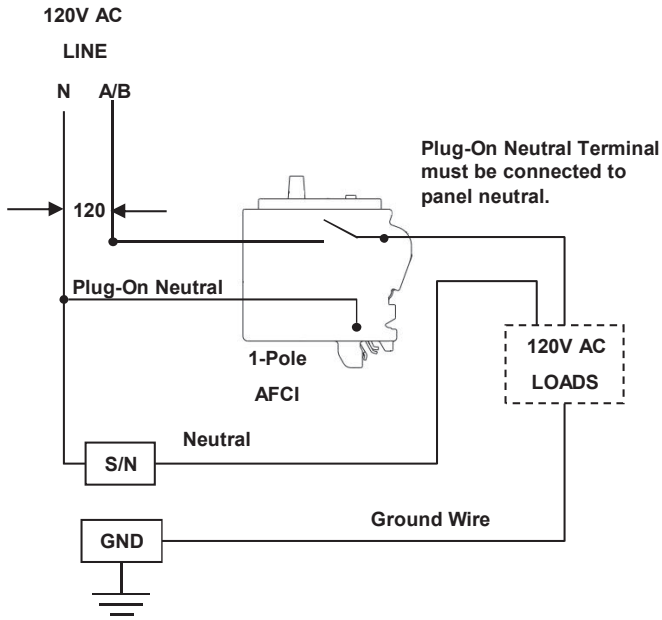 120V AC
LINE
N A/B
Plug-On Neutral Terminal
must be connected to
panel neutral.
120
Plug-On Neutral
1-Pole
AFCI
120V AC
LOADS
Neutral
S/N
Ground Wire
GND